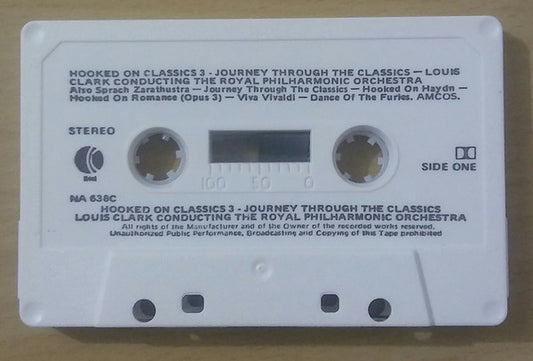 HOOKED ON CLASSICS 3 - JOURNEY THROUGH THE CLASSICS — LOUIS
CLARK CONDUCTING THE ROYAL PHILHARMONIC ORCHESTRA
Also Sprach Zarathustra — Journey Through The Classics — Hooked On Haydn —
Hooked On Romance (Opus 3) — Viva Vivaldi — Dance Of The Furies. AMCOS.
STEREO
K
tel
100 50 0
SIDE ONE
NA 638C
HOOKED ON CLASSICS 3 - JOURNEY THROUGH THE CLASSICS
LOUIS CLARK CONDUCTING THE ROYAL PHILHARMONIC ORCHESTRA
All rights of the Manufacturer and of the Owner of the recorded works reserved.
Unauthorized Public Performance, Broadcasting and Copying of this Tape prohibited